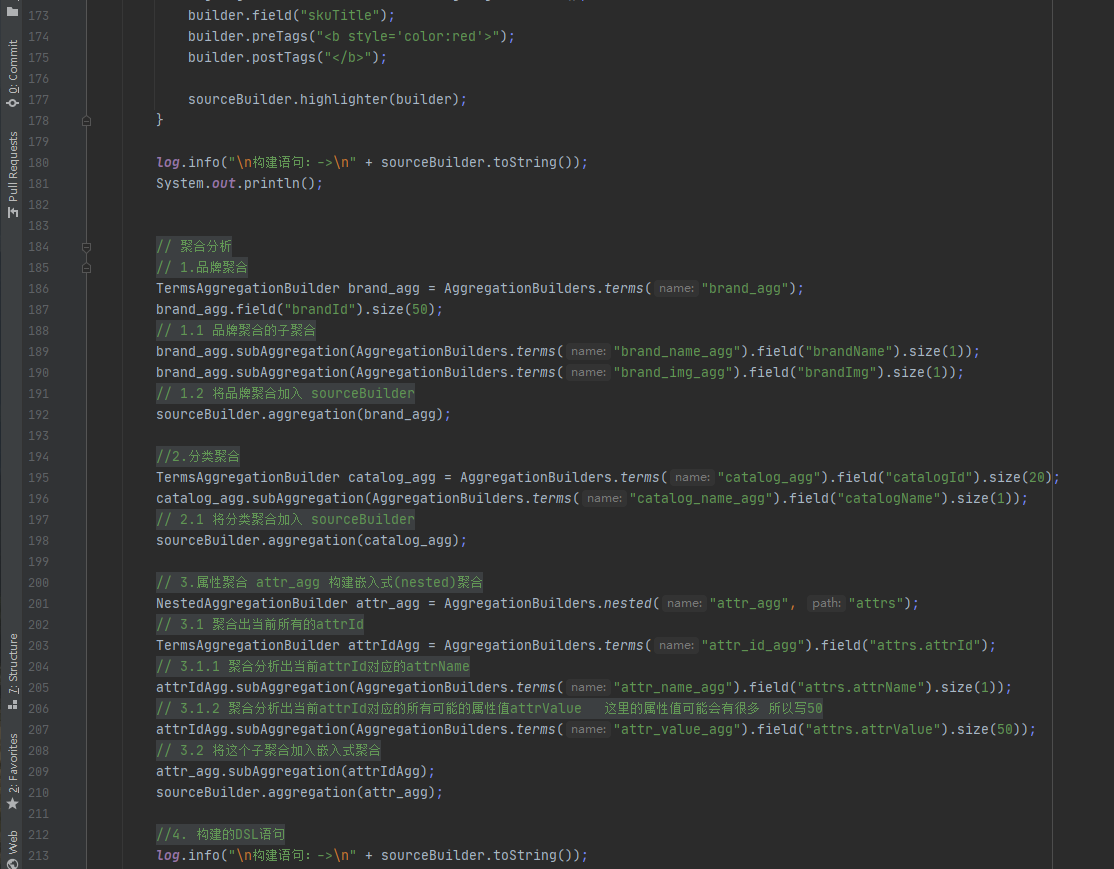 173 builder.field("skuTitle");
174 builder.preTags("<b style='color:red'>");
175 builder.postTags("</b>");
176
177 sourceBuilder.highlighter(builder);
178 }
179
180 log.info("\n构建语句：->\n" + sourceBuilder.toString());
181 System.out.println();
182
183
184 // 聚合分析
185 // 1.品牌聚合
186 TermsAggregationBuilder brand_agg = AggregationBuilders.terms( name: "brand_agg");
187 brand_agg.field("brandId").size(50);
188 // 1.1 品牌聚合的子聚合
189 brand_agg.subAggregation(AggregationBuilders.terms( name: "brand_name_agg").field("brandName").size(1));
190 brand_agg.subAggregation(AggregationBuilders.terms( name: "brand_img_agg").field("brandImg").size(1));
191 // 1.2 将品牌聚合加入 sourceBuilder
192 sourceBuilder.aggregation(brand_agg);
193
194 //2.分类聚合
195 TermsAggregationBuilder catalog_agg = AggregationBuilders.terms( name: "catalog_agg").field("catalogId").size(20);
196 catalog_agg.subAggregation(AggregationBuilders.terms( name: "catalog_name_agg").field("catalogName").size(1));
197 // 2.1 将分类聚合加入 sourceBuilder
198 sourceBuilder.aggregation(catalog_agg);
199
200 // 3.属性聚合 attr_agg 构建嵌入式(nested)聚合
201 NestedAggregationBuilder attr_agg = AggregationBuilders.nested( name: "attr_agg", path: "attrs");
202 // 3.1 聚合出当前所有的attrId
203 TermsAggregationBuilder attrIdAgg = AggregationBuilders.terms( name: "attr_id_agg").field("attrs.attrId");
204 // 3.1.1 聚合分析出当前attrId对应的attrName
205 attrIdAgg.subAggregation(AggregationBuilders.terms( name: "attr_name_agg").field("attrs.attrName").size(1));
206 // 3.1.2 聚合分析出当前attrId对应的所有可能的属性值attrValue 这里的属性值可能会有很多 所以写50
207 attrIdAgg.subAggregation(AggregationBuilders.terms( name: "attr_value_agg").field("attrs.attrValue").size(50));
208 // 3.2 将这个子聚合加入嵌入式聚合
209 attr_agg.subAggregation(attrIdAgg);
210 sourceBuilder.aggregation(attr_agg);
211
212 //4. 构建的DSL语句
213 log.info("\n构建语句：->\n" + sourceBuilder.toString());
0: Commit
Pull Requests
7: Structure
2: Favorites
Web